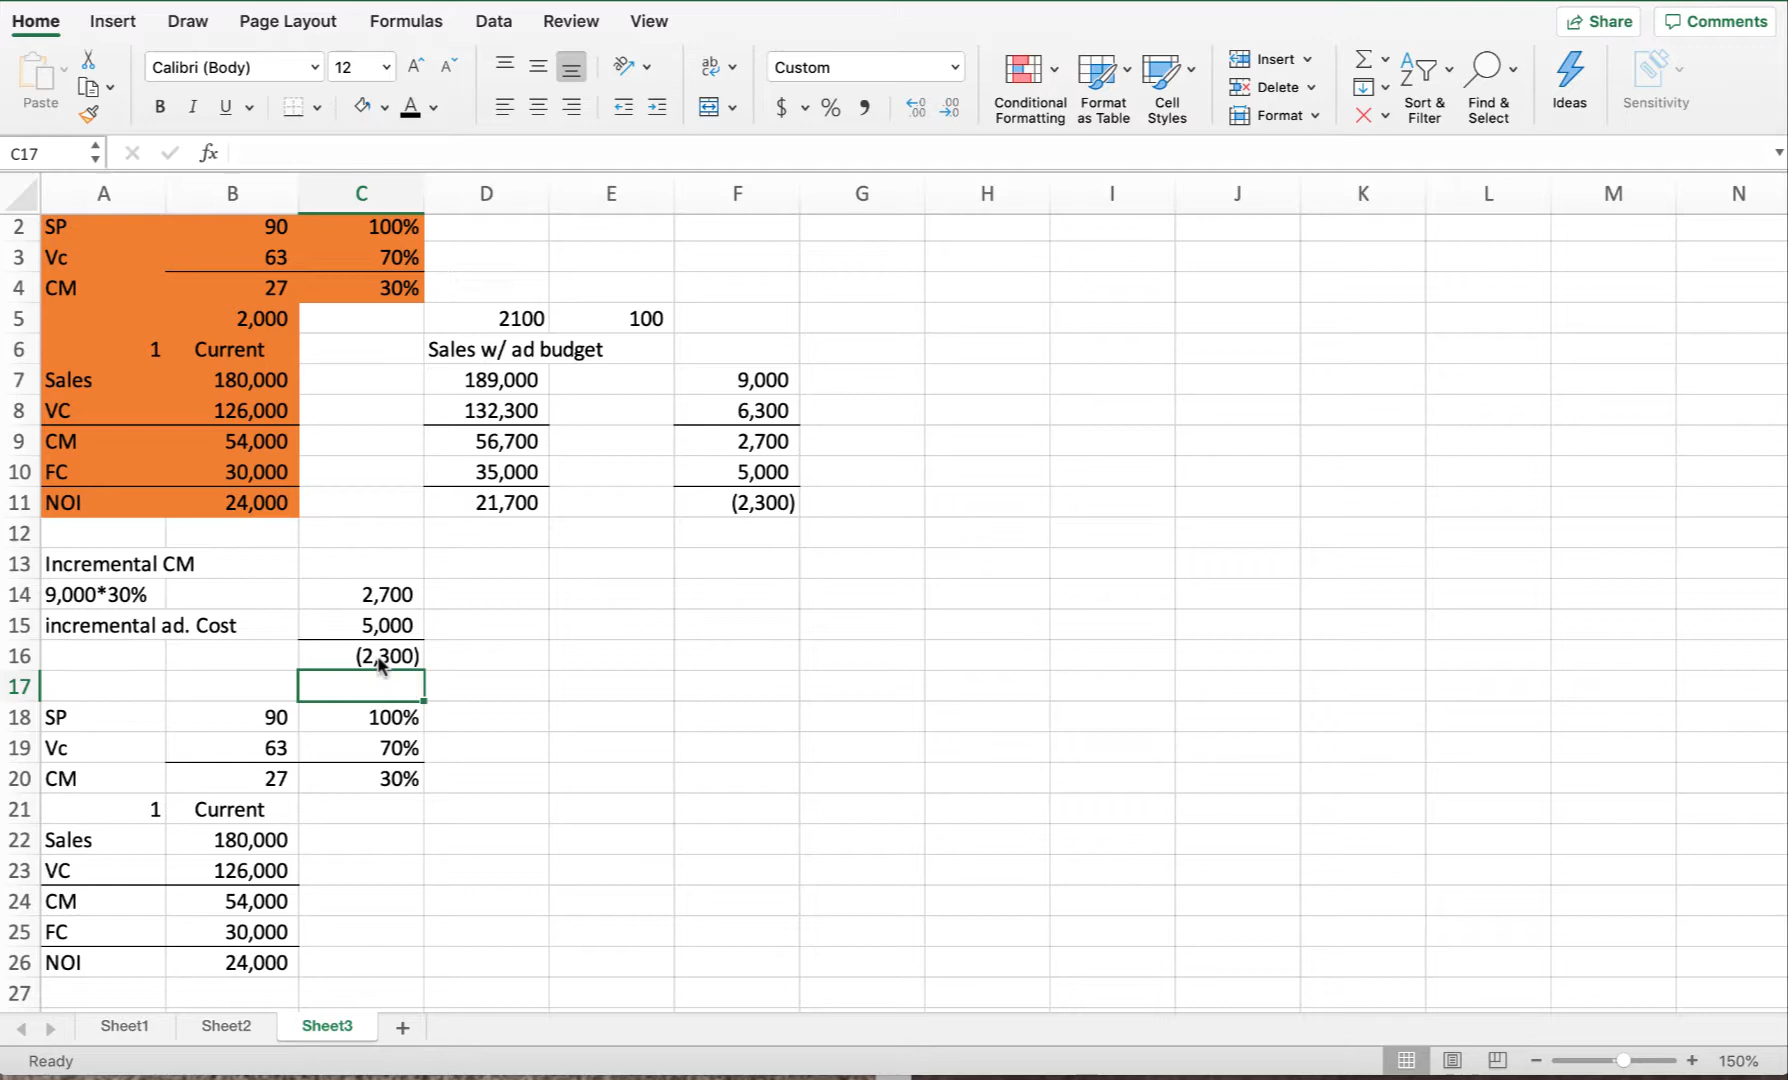 Home Insert Draw Page Layout Formulas Data Review View Share Comments
Paste Calibri (Body) 12 A^ A˅ B I U A ab c Custom $ % , ←0 .00 .00 →0
Conditional Formatting Format as Table Cell Styles Insert Delete Format Σ A Z Sort & Filter Find & Select Ideas Sensitivity
C17 fx
A B C D E F G H I J K L M N
2 SP 90 100%
3 Vc 63 70%
4 CM 27 30%
5 2,000 2100 100
6 1 Current Sales w/ ad budget
7 Sales 180,000 189,000 9,000
8 VC 126,000 132,300 6,300
9 CM 54,000 56,700 2,700
10 FC 30,000 35,000 5,000
11 NOI 24,000 21,700 (2,300)
12
13 Incremental CM
14 9,000*30% 2,700
15 incremental ad. Cost 5,000
16 (2,300)
17
18 SP 90 100%
19 Vc 63 70%
20 CM 27 30%
21 1 Current
22 Sales 180,000
23 VC 126,000
24 CM 54,000
25 FC 30,000
26 NOI 24,000
27
Sheet1 Sheet2 Sheet3 +
Ready 150%